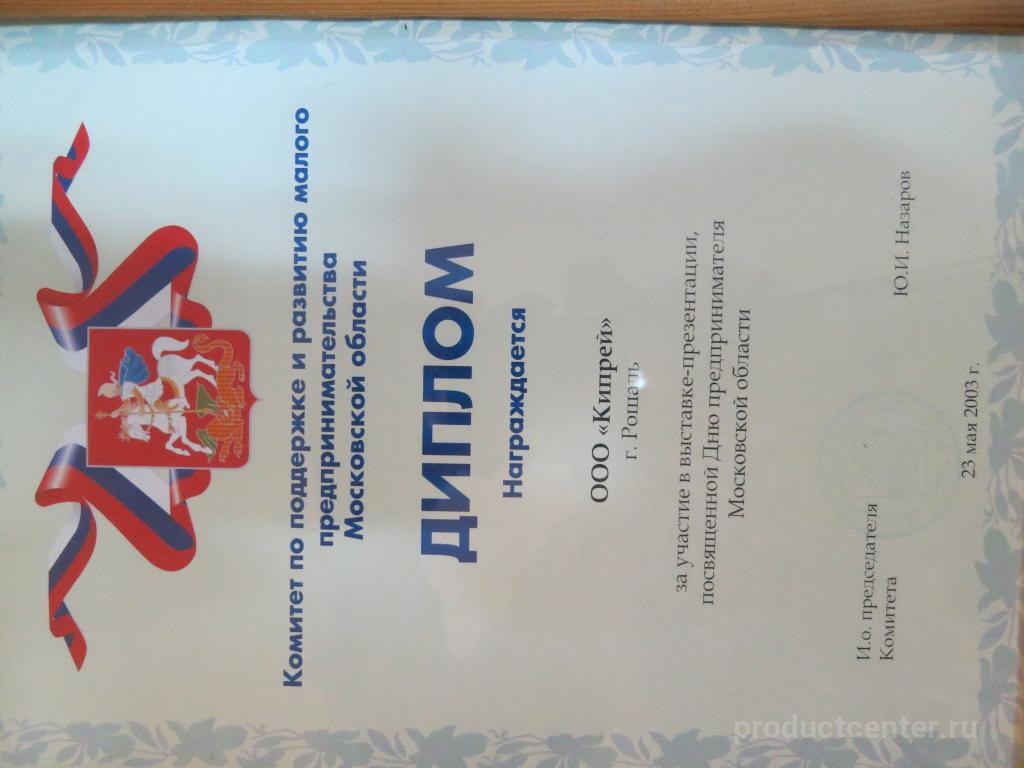 Комитет по поддержке и развитию малого
предпринимательства
Московской области
ДИПЛОМ
Награждается
ООО «Кипрей»
г. Рошаль
за участие в выставке-презентации,
посвященной Дню предпринимателя
Московской области
И.о. председателя
Комитета
Ю.И. Назаров
23 мая 2003 г.
productcenter.ru